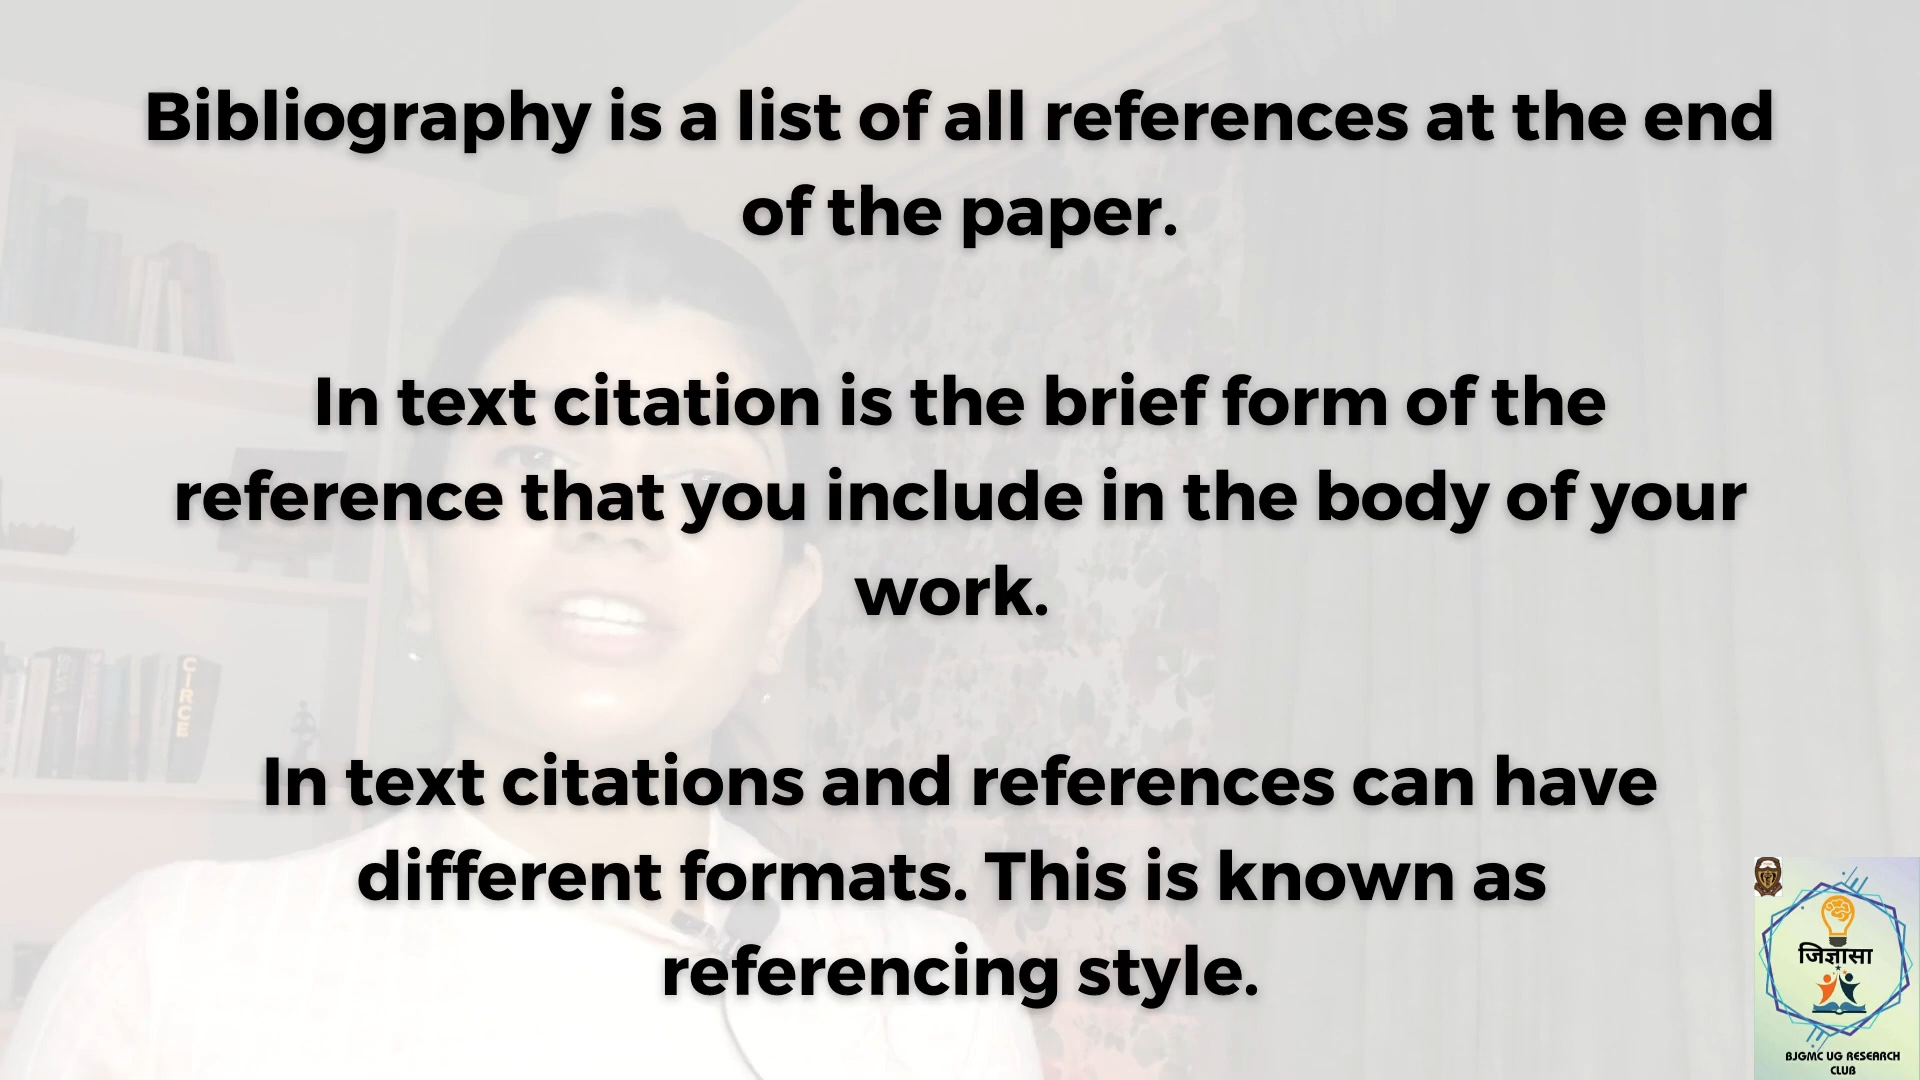 Bibliography is a list of all references at the end
of the paper.
In text citation is the brief form of the
reference that you include in the body of your
work.
In text citations and references can have
different formats. This is known as
referencing style.
CIRCE
जिज्ञासा
BJGMC UG RESEARCH
CLUB